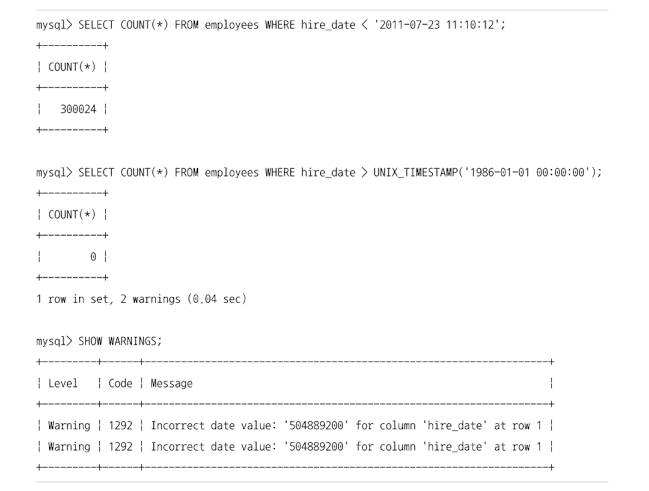 mysql> SELECT COUNT(*) FROM employees WHERE hire_date < '2011-07-23 11:10:12';
+----------+
| COUNT(*) |
+----------+
|   300024 |
+----------+
mysql> SELECT COUNT(*) FROM employees WHERE hire_date > UNIX_TIMESTAMP('1986-01-01 00:00:00');
+----------+
| COUNT(*) |
+----------+
|        0 |
+----------+
1 row in set, 2 warnings (0.04 sec)
mysql> SHOW WARNINGS;
+---------+------+-----------------------------------------------------------------+
| Level   | Code | Message                                                         |
+---------+------+-----------------------------------------------------------------+
| Warning | 1292 | Incorrect date value: '504889200' for column 'hire_date' at row 1 |
| Warning | 1292 | Incorrect date value: '504889200' for column 'hire_date' at row 1 |
+---------+------+-----------------------------------------------------------------+